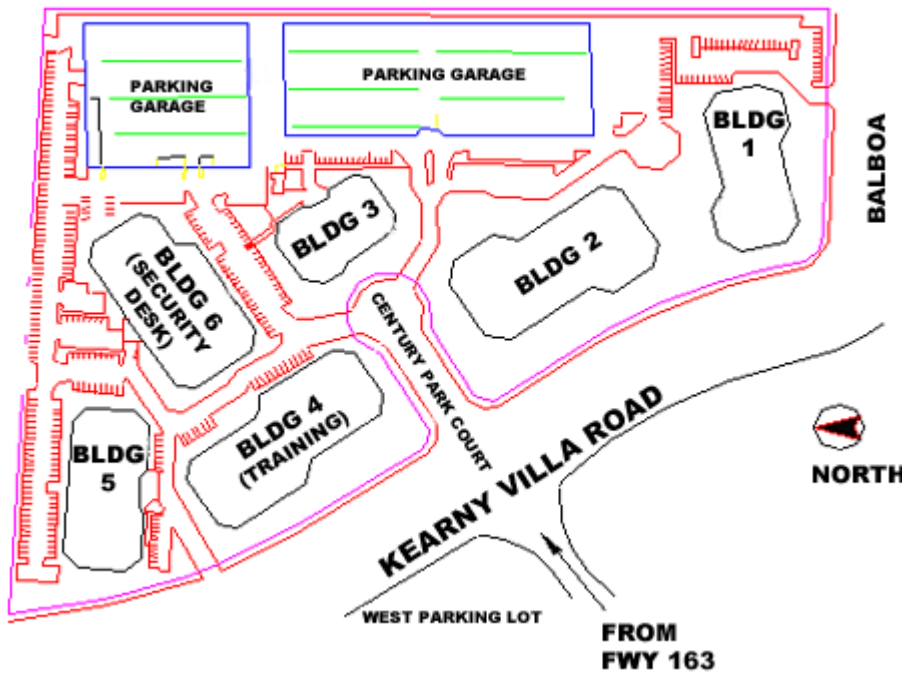 PARKING
GARAGE
PARKING GARAGE
BLDG
1
BALBOA
BLDG 3
BLDG 2
BLDG 6
(SECURITY
DESK)
CENTURY PARK COURT
BLDG 4
(TRAINING)
BLDG
5
KEARNY VILLA ROAD
NORTH
WEST PARKING LOT
FROM
FWY 163